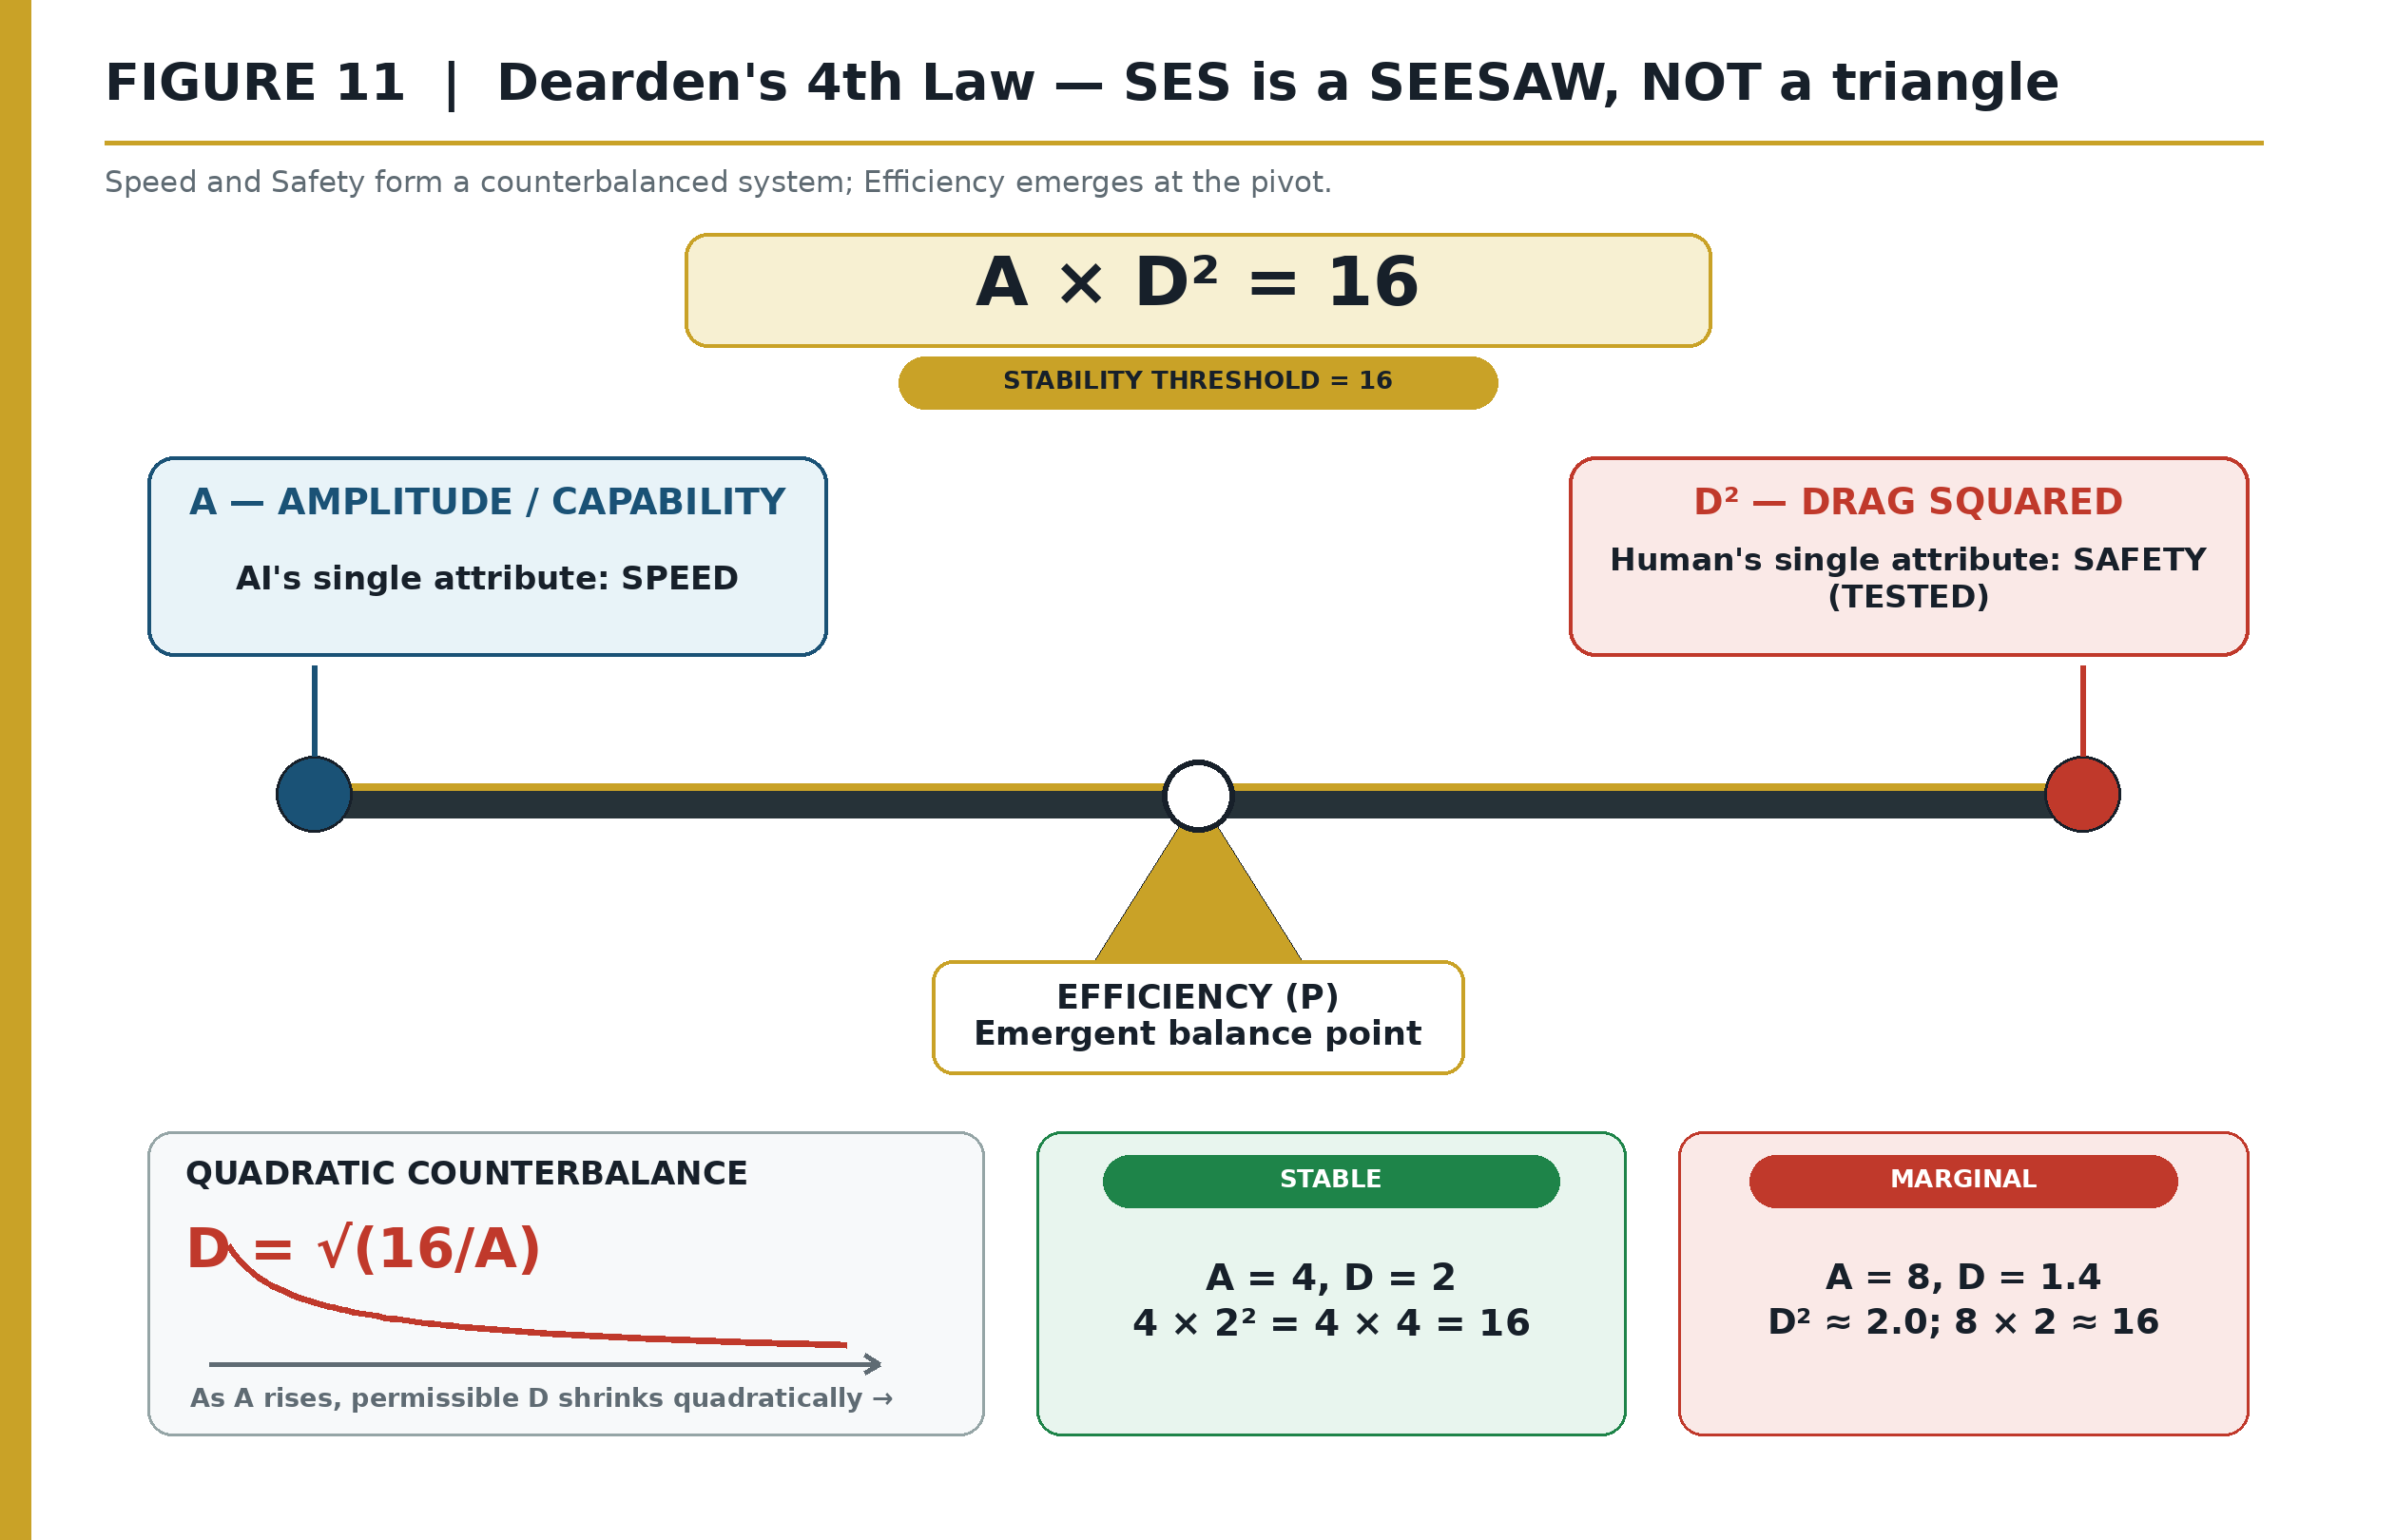 FIGURE 11 | Dearden's 4th Law — SES is a SEESAW, NOT a triangle
Speed and Safety form a counterbalanced system; Efficiency emerges at the pivot.
A × D² = 16
STABILITY THRESHOLD = 16
A — AMPLITUDE / CAPABILITY
AI's single attribute: SPEED
D² — DRAG SQUARED
Human's single attribute: SAFETY
(TESTED)
EFFICIENCY (P)
Emergent balance point
QUADRATIC COUNTERBALANCE
D = √(16/A)
As A rises, permissible D shrinks quadratically →
STABLE
A = 4, D = 2
4 × 2² = 4 × 4 = 16
MARGINAL
A = 8, D = 1.4
D² ≈ 2.0; 8 × 2 ≈ 16